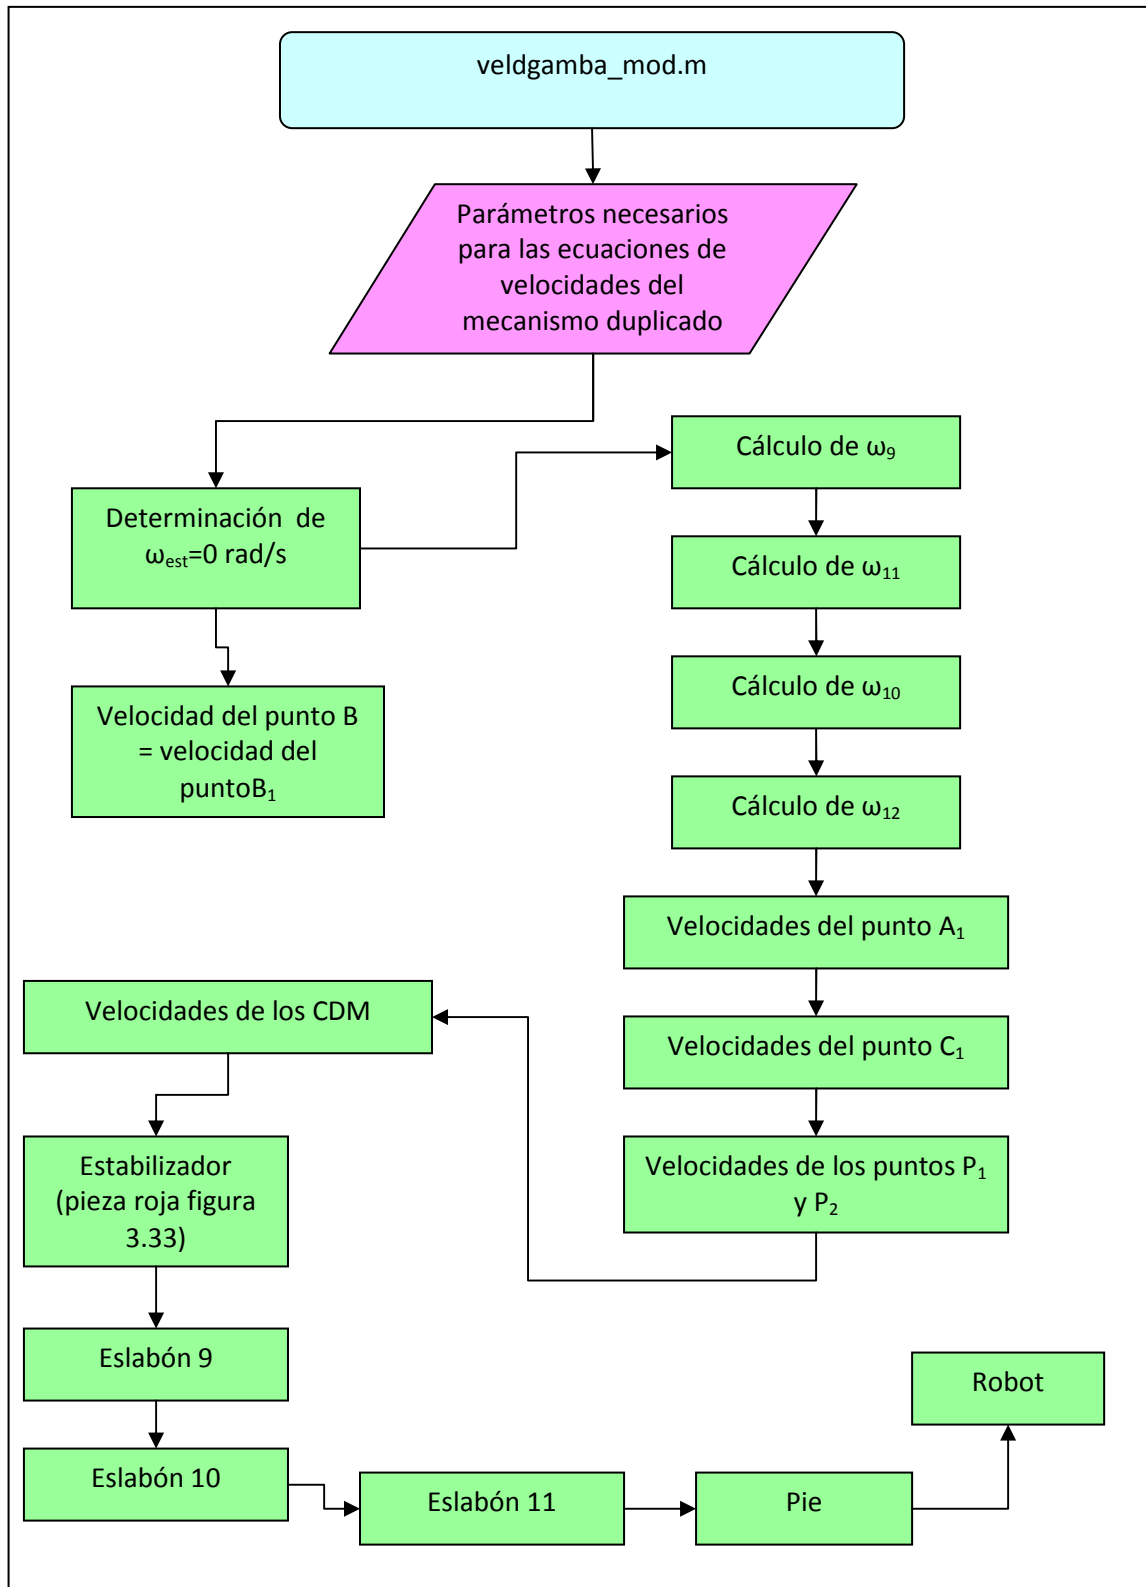 veldgamba_mod.m
Parámetros necesarios
para las ecuaciones de
velocidades del
mecanismo duplicado
Determinación  de
ω_est=0 rad/s
Velocidad del punto B
= velocidad del
puntoB₁
Cálculo de ω₉
Cálculo de ω₁₁
Cálculo de ω₁₀
Cálculo de ω₁₂
Velocidades del punto A₁
Velocidades del punto C₁
Velocidades de los puntos P₁
y P₂
Velocidades de los CDM
Estabilizador
(pieza roja figura
3.33)
Eslabón 9
Eslabón 10
Eslabón 11
Pie
Robot